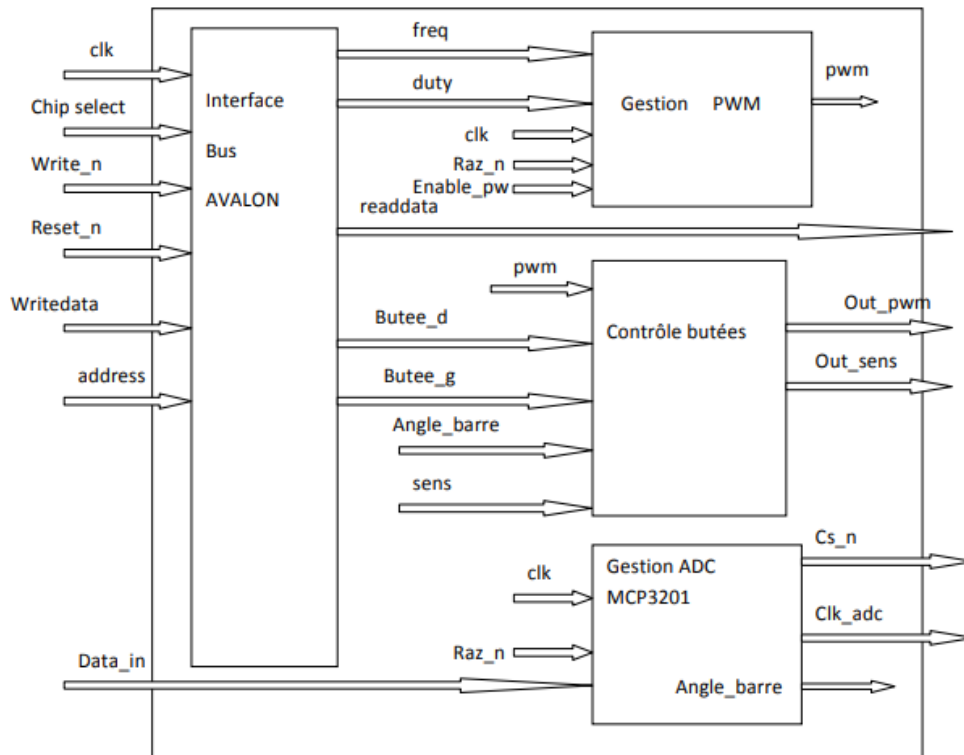 clk
Chip select
Write_n
Reset_n
Writedata
address
Data_in
Interface
Bus
AVALON
freq
duty
clk
Raz_n
Enable_pw
readdata
Gestion PWM
pwm
pwm
Butee_d
Butee_g
Angle_barre
sens
Contrôle butées
Out_pwm
Out_sens
clk
Raz_n
Gestion ADC
MCP3201
Angle_barre
Cs_n
Clk_adc